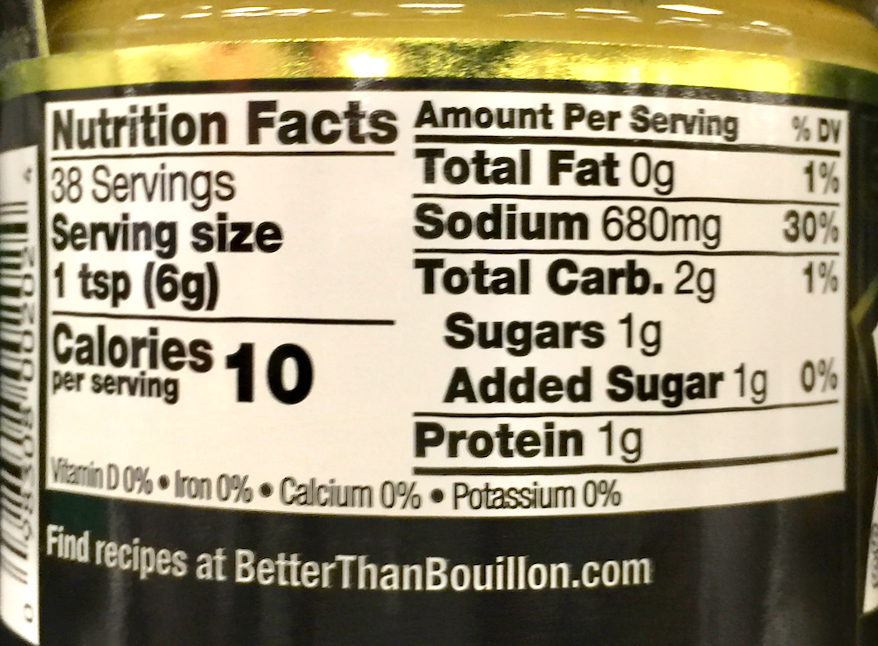 Nutrition Facts
38 Servings
Serving size
1 tsp (6g)
Calories 10
per serving
Amount Per Serving % DV
Total Fat 0g 1%
Sodium 680mg 30%
Total Carb. 2g 1%
Sugars 1g
Added Sugar 1g 0%
Protein 1g
Vitamin D 0% • Iron 0% • Calcium 0% • Potassium 0%
Find recipes at BetterThanBouillon.com